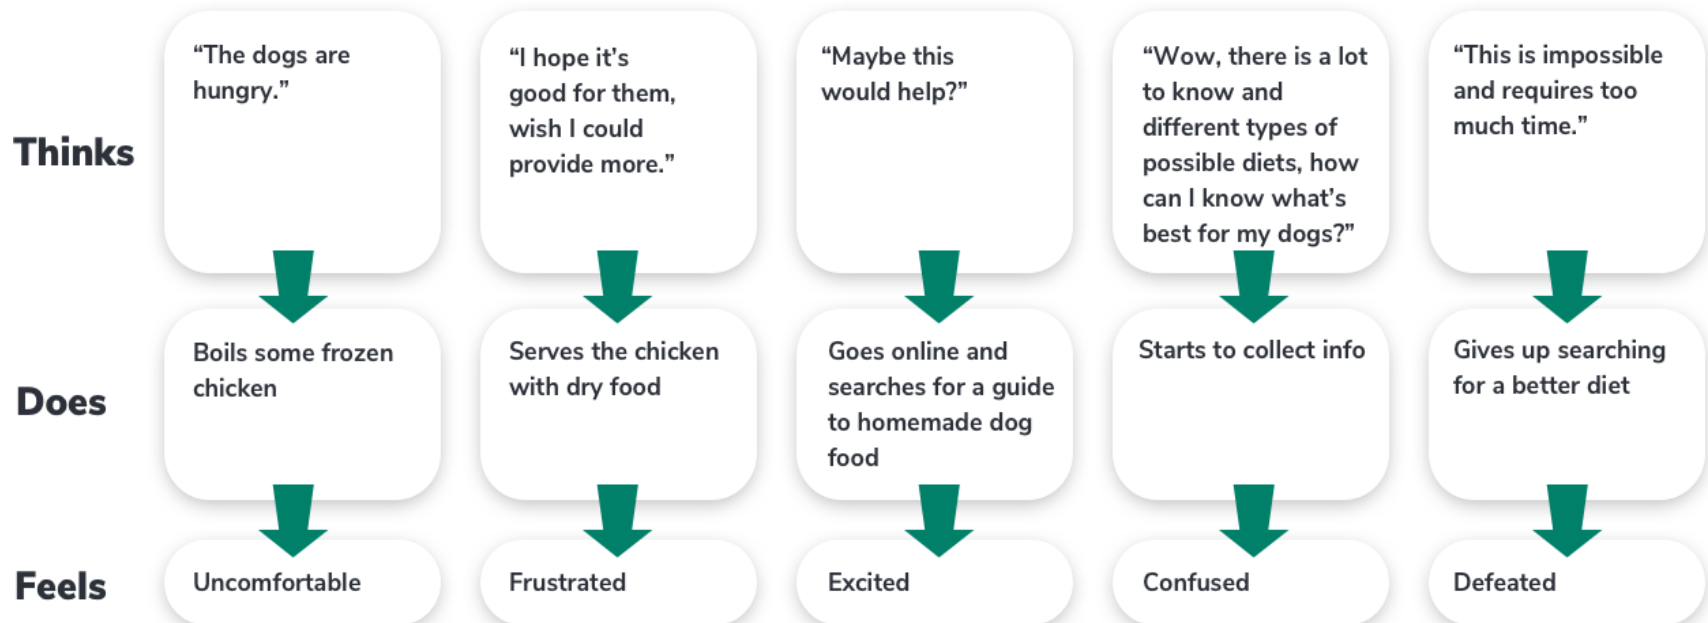 Thinks
“The dogs are
hungry.”
“I hope it’s
good for them,
wish I could
provide more.”
“Maybe this
would help?”
“Wow, there is a lot
to know and
different types of
possible diets, how
can I know what’s
best for my dogs?”
“This is impossible
and requires too
much time.”
Does
Boils some frozen
chicken
Serves the chicken
with dry food
Goes online and
searches for a guide
to homemade dog
food
Starts to collect info
Gives up searching
for a better diet
Feels
Uncomfortable
Frustrated
Excited
Confused
Defeated